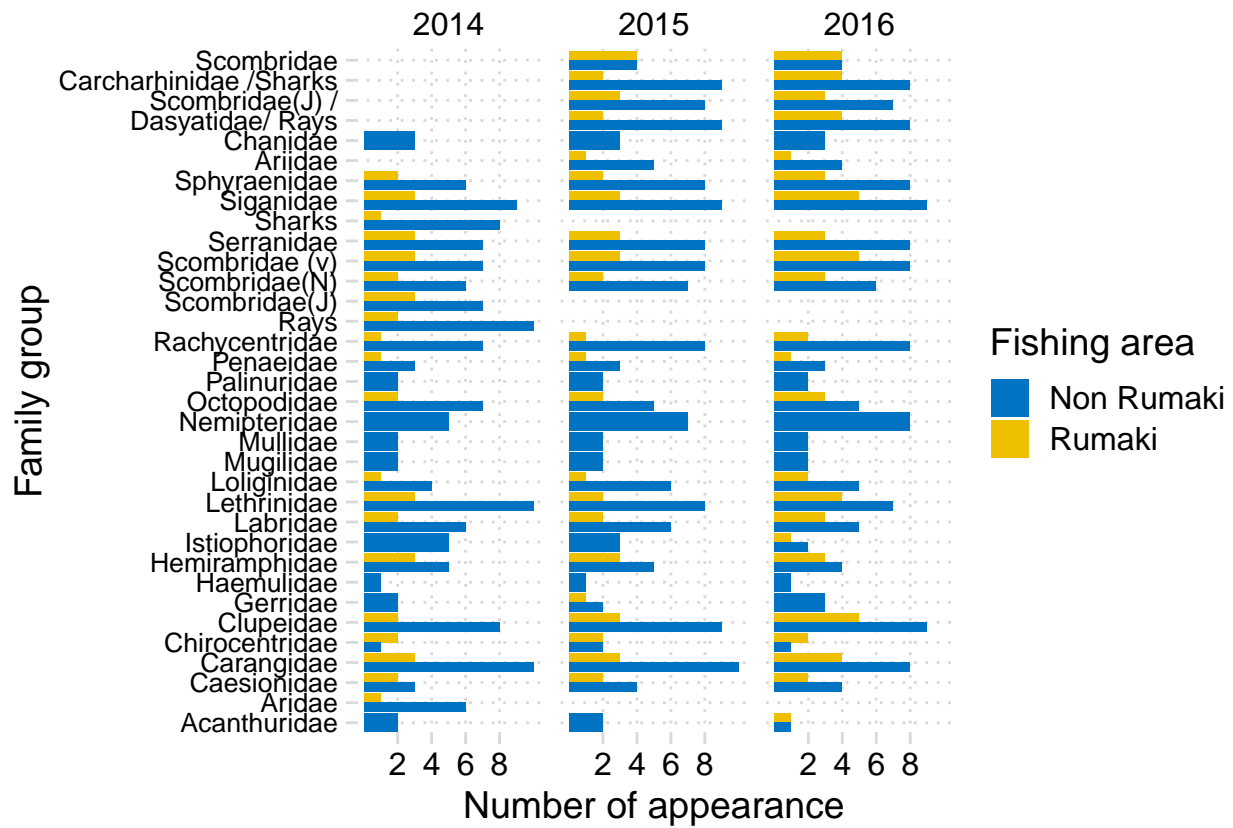 2014 2015 2016
Scombridae
Carcharhinidae /Sharks
Scombridae(J) /
Dasyatidae/ Rays
Chanidae
Ariidae
Sphyraenidae
Siganidae
Sharks
Serranidae
Scombridae (v)
Scombridae(N)
Scombridae(J)
Rays
Rachycentridae
Penaeidae
Palinuridae
Octopodidae
Nemipteridae
Mullidae
Mugilidae
Loliginidae
Lethrinidae
Labridae
Istiophoridae
Hemiramphidae
Haemulidae
Gerridae
Clupeidae
Chirocentridae
Carangidae
Caesionidae
Aridae
Acanthuridae
Family group
2 4 6 8 2 4 6 8 2 4 6 8
Number of appearance
Fishing area
Non Rumaki
Rumaki